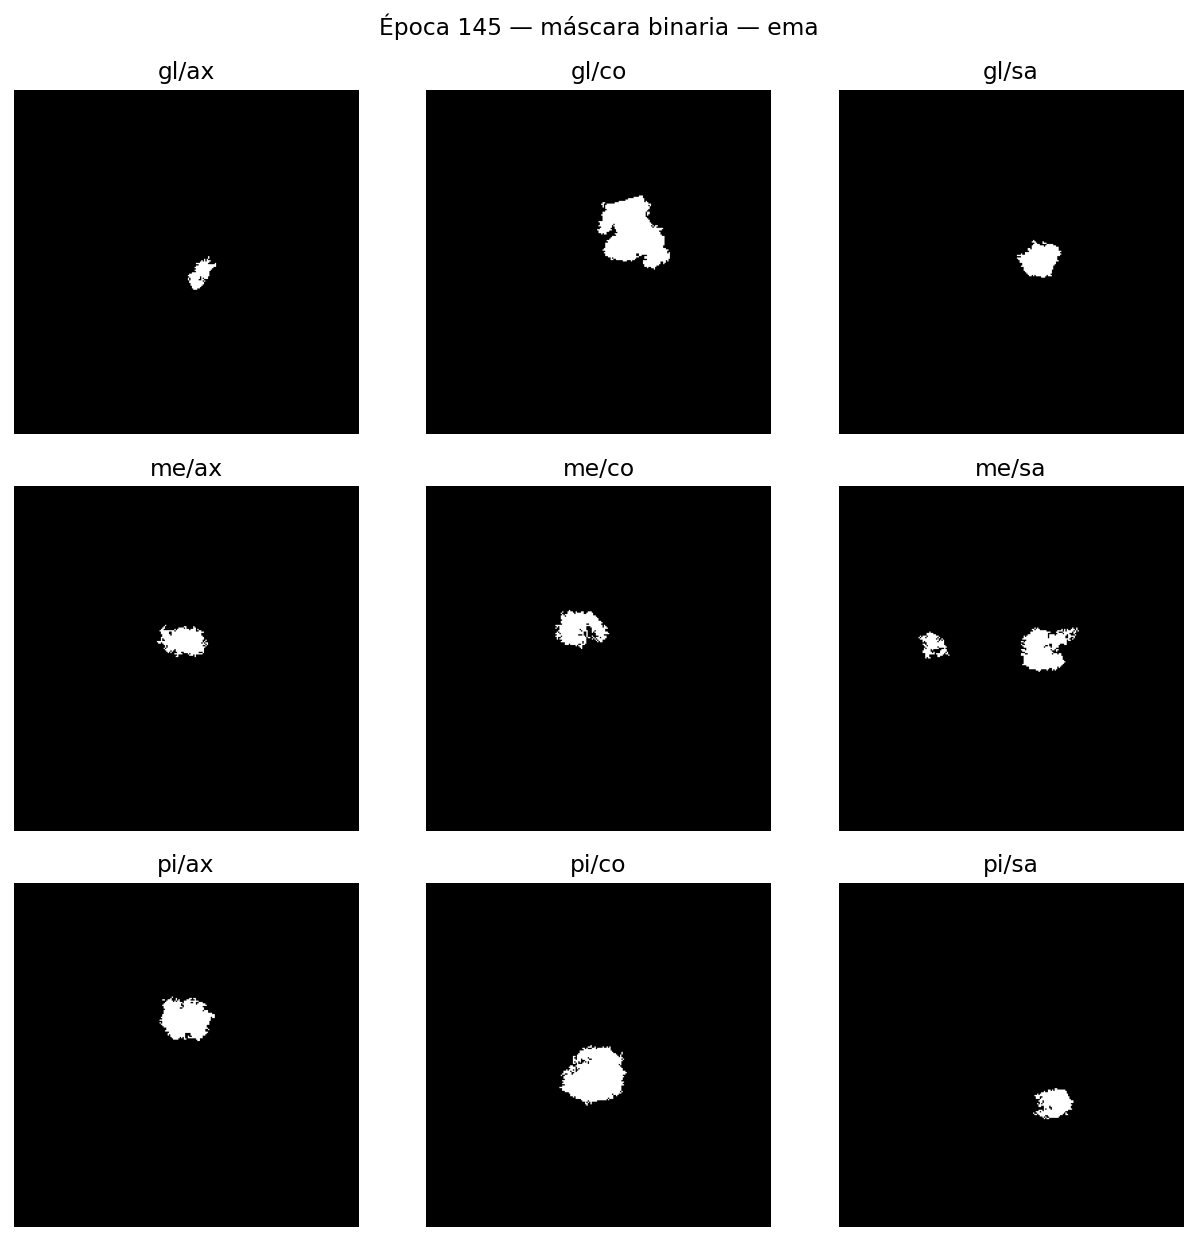 Época 145 — máscara binaria — ema
gl/ax
gl/co
gl/sa
me/ax
me/co
me/sa
pi/ax
pi/co
pi/sa